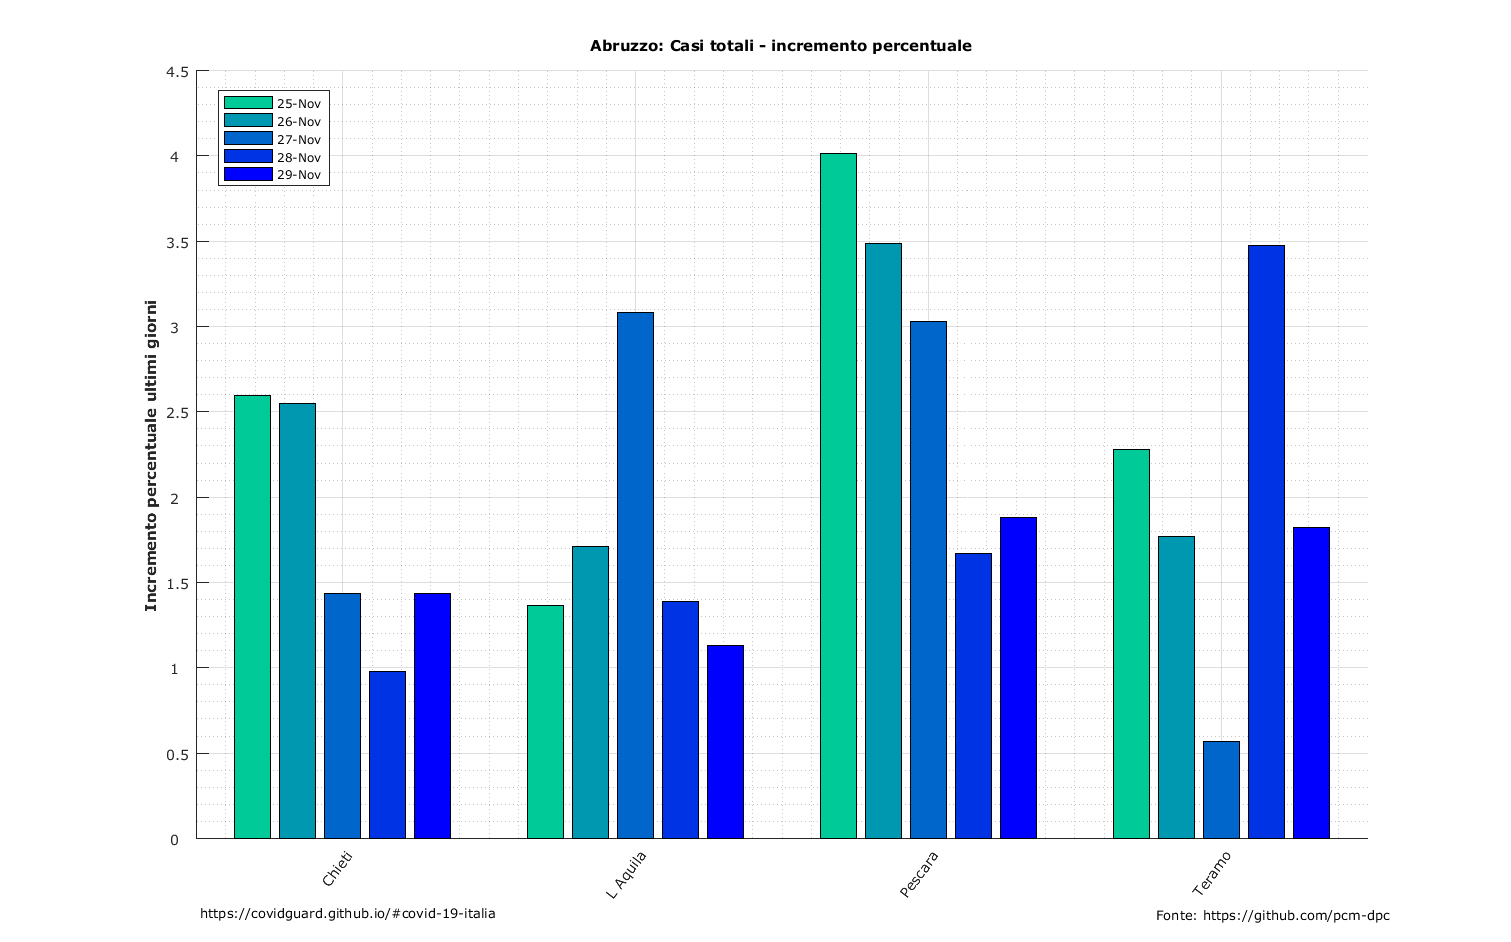 Abruzzo: Casi totali - incremento percentuale
4.5
4
3.5
3
2.5
2
1.5
1
0.5
0
25-Nov
26-Nov
27-Nov
28-Nov
29-Nov
Incremento percentuale ultimi giorni
Chieti
L Aquila
Pescara
Teramo
https://covidguard.github.io/#covid-19-italia
Fonte: https://github.com/pcm-dpc